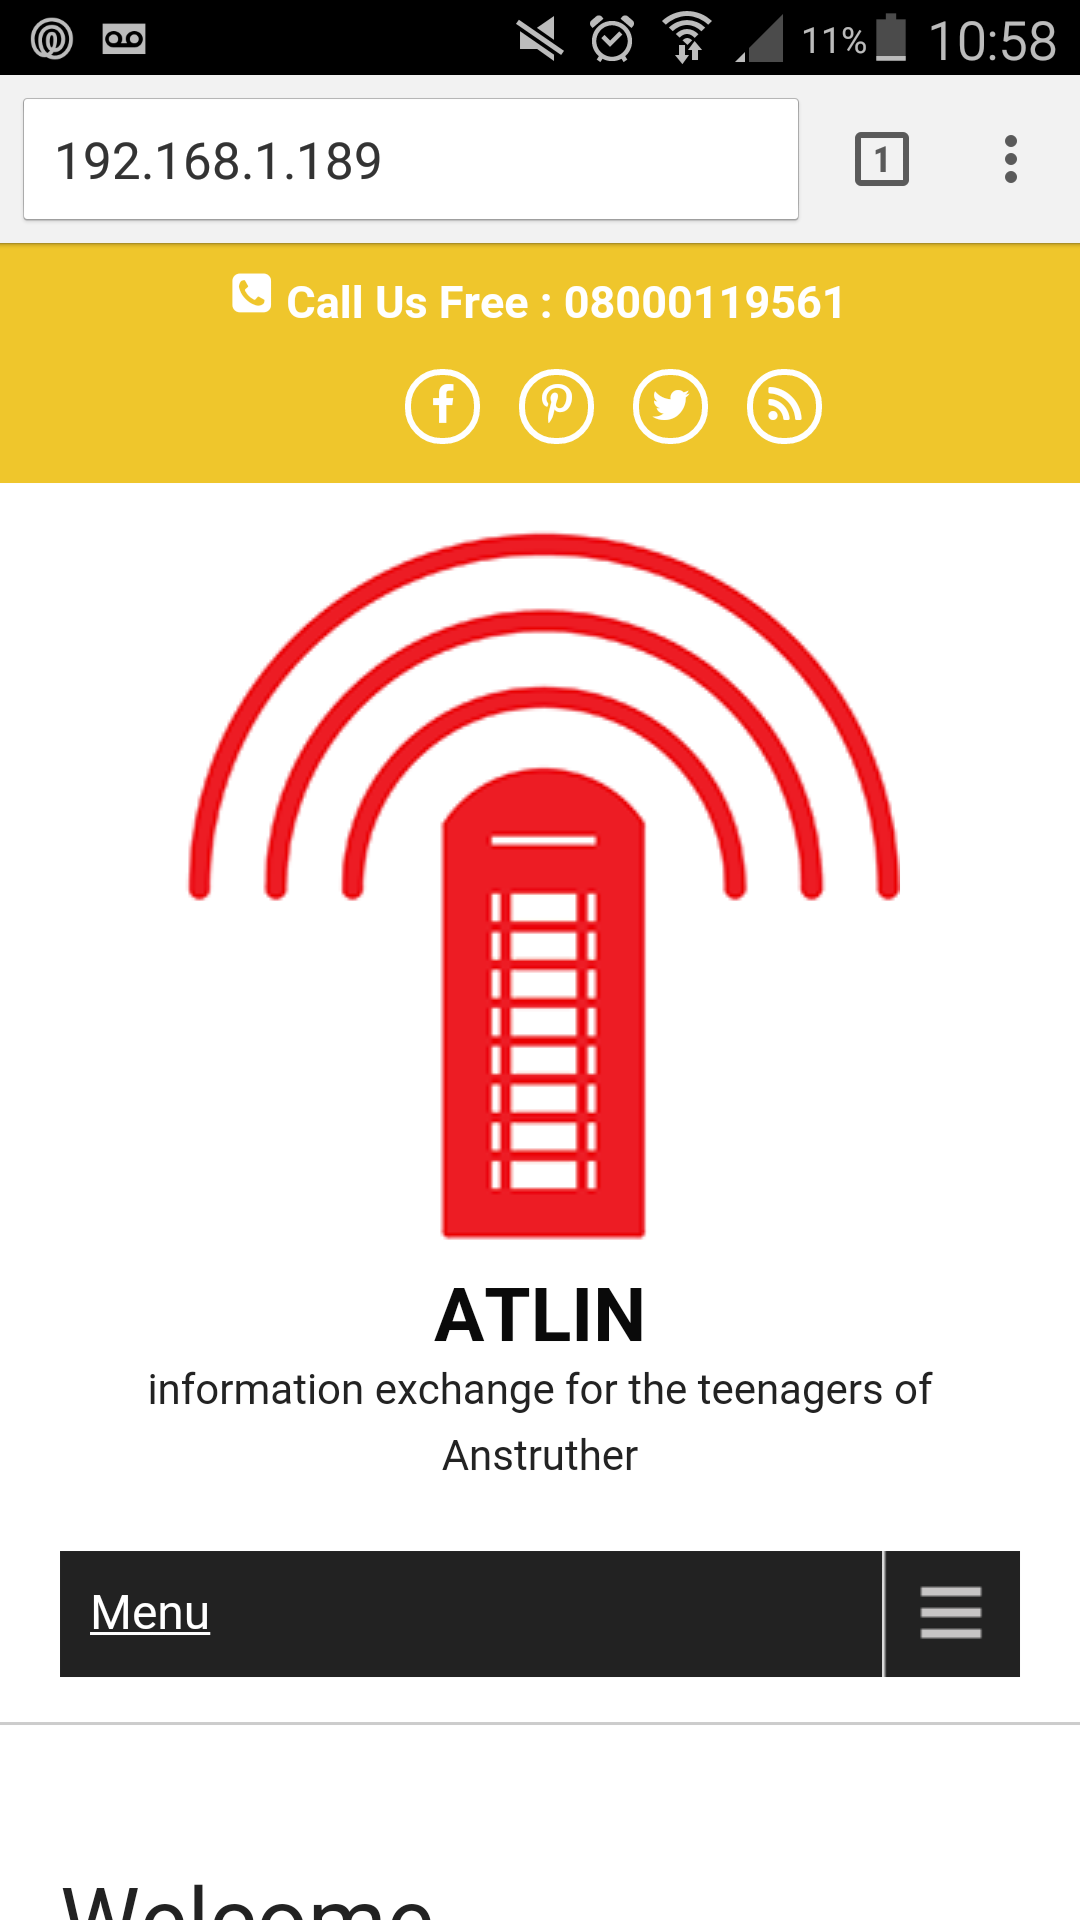 11% 10:58
192.168.1.189
1
Call Us Free : 08000119561
ATLIN
information exchange for the teenagers of
Anstruther
Menu
Welcome